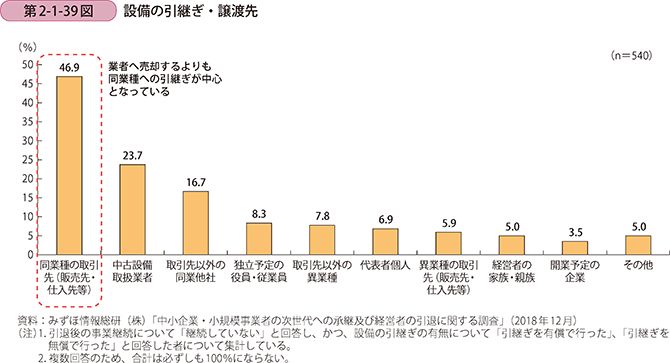 第2-1-39図 設備の引継ぎ・譲渡先
(%)
(n=540)
50
45
40
35
30
25
20
15
10
5
0
業者へ売却するよりも
同業種への引継ぎが中心
となっている
46.9
23.7
16.7
8.3
7.8
6.9
5.9
5.0
3.5
5.0
同業種の取引
先（販売先・
仕入先等）
中古設備
取扱業者
取引先以外の
同業他社
独立予定の
役員・従業員
取引先以外の
異業種
代表者個人
異業種の取引
先（販売先・
仕入先等）
経営者の
家族・親族
開業予定の
企業
その他
資料：みずほ情報総研（株）「中小企業・小規模事業者の次世代への承継及び経営者の引退に関する調査」（2018年12月）
（注）1. 引退後の事業継続について「継続していない」と回答し、かつ、設備の引継ぎの有無について「引継ぎを有償で行った」、「引継ぎを
無償で行った」と回答した者について集計している。
2. 複数回答のため、合計は必ずしも100％にならない。